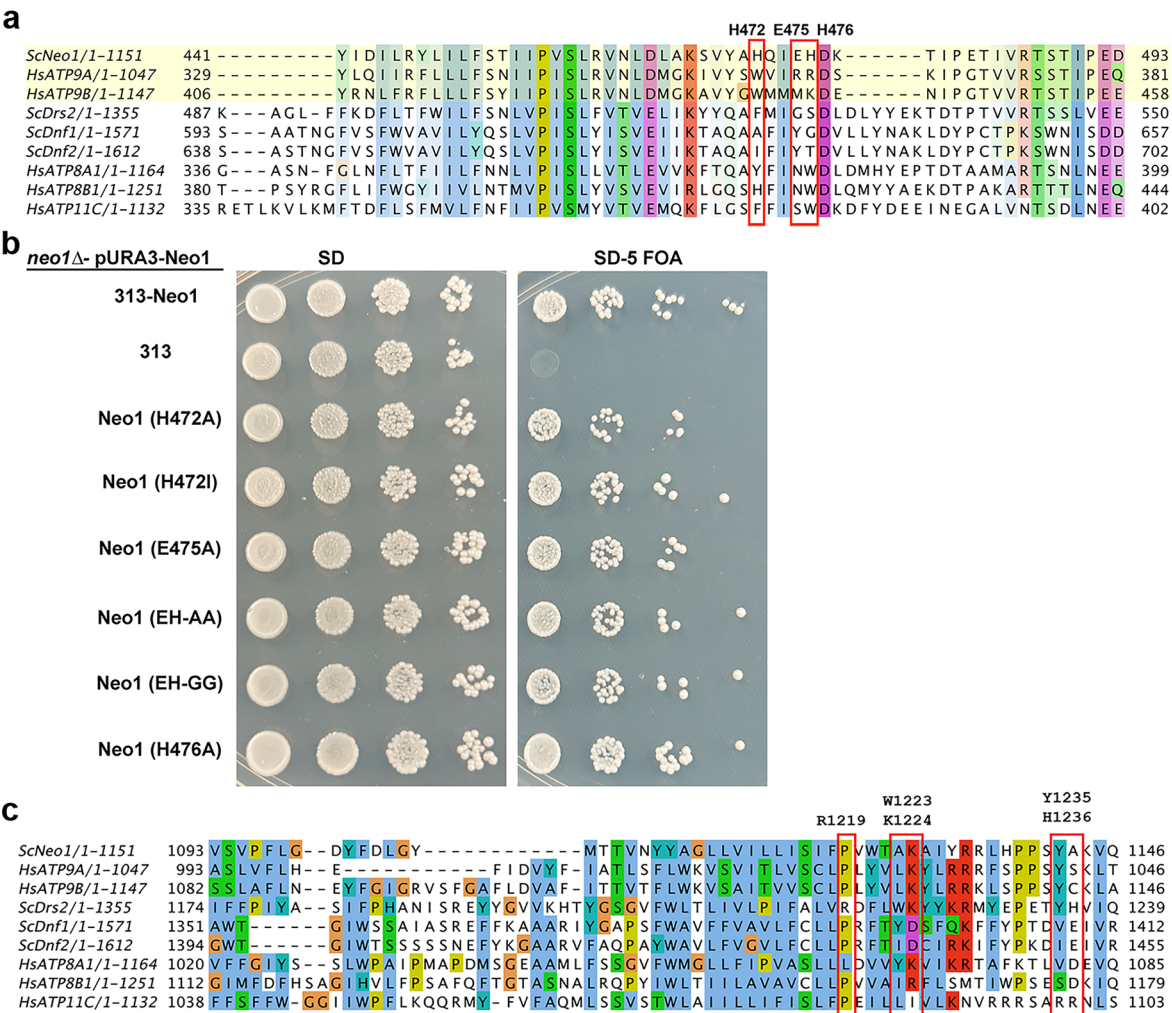 a
H472 E475 H476
ScNeo1/1-1151 441 ---------YIDILRYLILFSTIIPVSLRVNLDLAKSVYAHQIEHDK------TIPETIVRTSTIPED 493
HsATP9A/1-1047 329 ---------YLQIIRFLLLFSNIIPISLRVNLDMGKIVYSWVIRRDS------KIPGTVVRSSTIPEQ 381
HsATP9B/1-1147 406 ---------YRNLFRFLLLFSYIIPISLRVNLDMGKAVYGWMMMKDE------NIPGTVVRTSTIPEE 458
ScDrs2/1-1355 487 K---AGL-FFKDFLTFWILFSNLVPISLFVTVELIKYYQAFMIGSDLDLYYEKTDTPTVVRTSSLVEE 550
ScDnf1/1-1571 593 S---AATNGFVSFWVAVILYQSLVPISLYISVEIIKTAQAAFIYGDVLLYNAKLDYPCTPKSWNISDD 657
ScDnf2/1-1612 638 S---ASTNGFVSFWVAVILYQSLVPISLYISVEIIKTAQAIFIYTDVLLYNAKLDYPCTPKSWNISDD 702
HsATP8A1/1-1164 336 G---ASN-FGLNFLTFIILFNNLIPISLLVTLEVVKFTQAYFINWDLDMHYEPTDTAAMARTSNLNEE 399
HsATP8B1/1-1251 380 T---PSYRGFLIFWGYIIVLNTMVPISLYVSVEVIRLGQSHFINWDLQMYYAEKDTPAKARTTTLNEQ 444
HsATP11C/1-1132 335 RETLKVLKMFTDFLSFMVLFNFIIPVSMYVTVEMQKFLGSFFISWDKDFYDEEINEGALVNTSDLNEE 402
b
neo1Δ- pURA3-Neo1 SD SD-5 FOA
313-Neo1
313
Neo1 (H472A)
Neo1 (H472I)
Neo1 (E475A)
Neo1 (EH-AA)
Neo1 (EH-GG)
Neo1 (H476A)
c
W1223 Y1235
R1219 K1224 H1236
ScNeo1/1-1151 1093 VSVPFLG--DYFDLGY------------MTTVNYYAGLLVILLISIFPVWTAKAIYRRLHPPSYAKVQ 1146
HsATP9A/1-1047 993 ASLVFLH--E-----------FIDVYF-IATLSFLWKVSVITLVSCLPLYVLKYLRRRLSPPSYSKLT 1046
HsATP9B/1-1147 1082 SSLAFLN--EYFGIGRVSFGAFLDVAF-ITTVTFLWKVSAITVVSCLPLYVLKYLRRKLSPPSYCKLA 1146
ScDrs2/1-1355 1174 IFFPIYA--SIFPHANISREYYGVVKHTYGSGVFWLTLIVLPIFALVRDFLWKYYKRMYEPETYHVIQ 1239
ScDnf1/1-1571 1351 AWT------GIWSSAIASREYFKAARIYGAPSFWAVFFVAVLFCLLPRFTYDSFQKFFYPTDVEIVR 1412
ScDnf2/1-1612 1394 GWT------GIWTSSSSSNEFYKGAARVFAQPAYWAVLFVGVLFCLLPRFTIDCIRKIFYPTDVEIVR 1455
HsATP8A1/1-1164 1020 VFFGIYS--SLWPAIPMAPDMSGEAAMLFSSGVFWMGLLFIPVASLLLDVVYKVIKRTAFKTLVDEVQ 1085
HsATP8B1/1-1251 1112 GIMFDFHSAGIHVLFPSAFQFTGTASNALRQPYIWLTIILAVAVCLLPVVAIRFLSMTIWPSESDKIQ 1179
HsATP11C/1-1132 1038 FFSFFW-GGIIWPFLKQQRMY-FVFAQMLSSVSTWLAIILLIFISLFPEILLIVLKNVRRRSARRNLS 1103